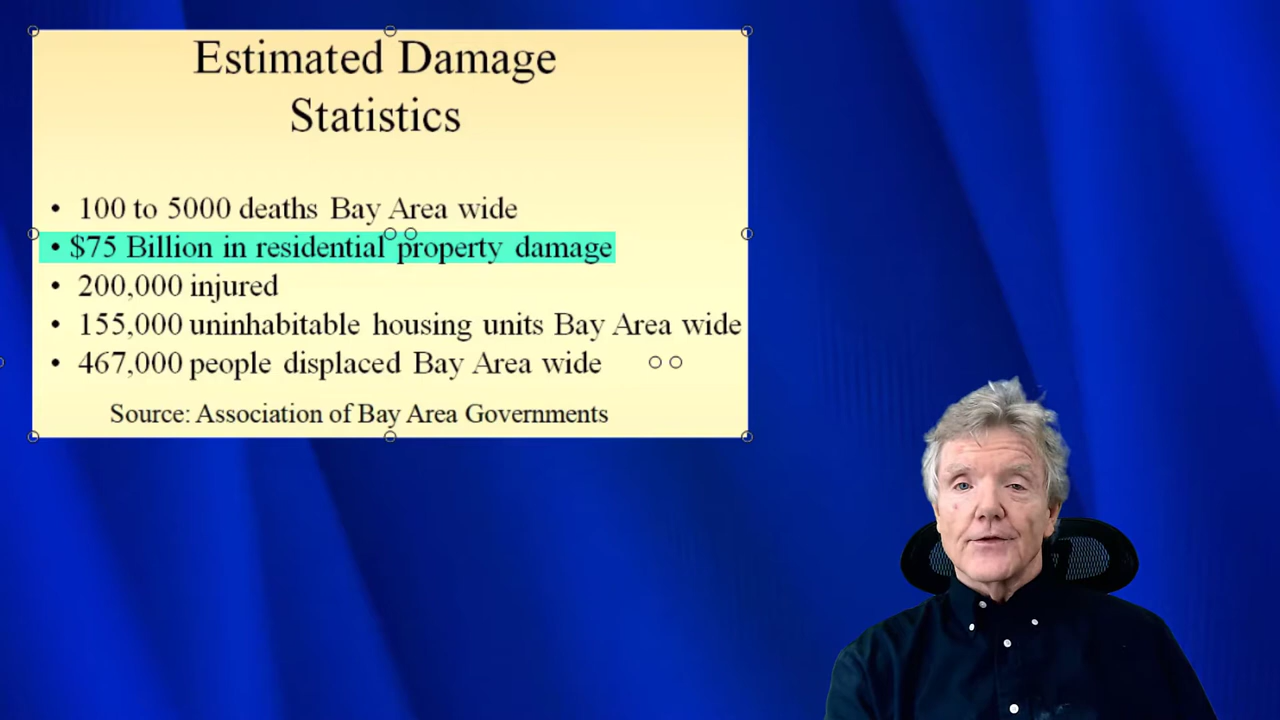 Estimated Damage
Statistics
• 100 to 5000 deaths Bay Area wide
• $75 Billion in residential property damage
• 200,000 injured
• 155,000 uninhabitable housing units Bay Area wide
• 467,000 people displaced Bay Area wide
Source: Association of Bay Area Governments